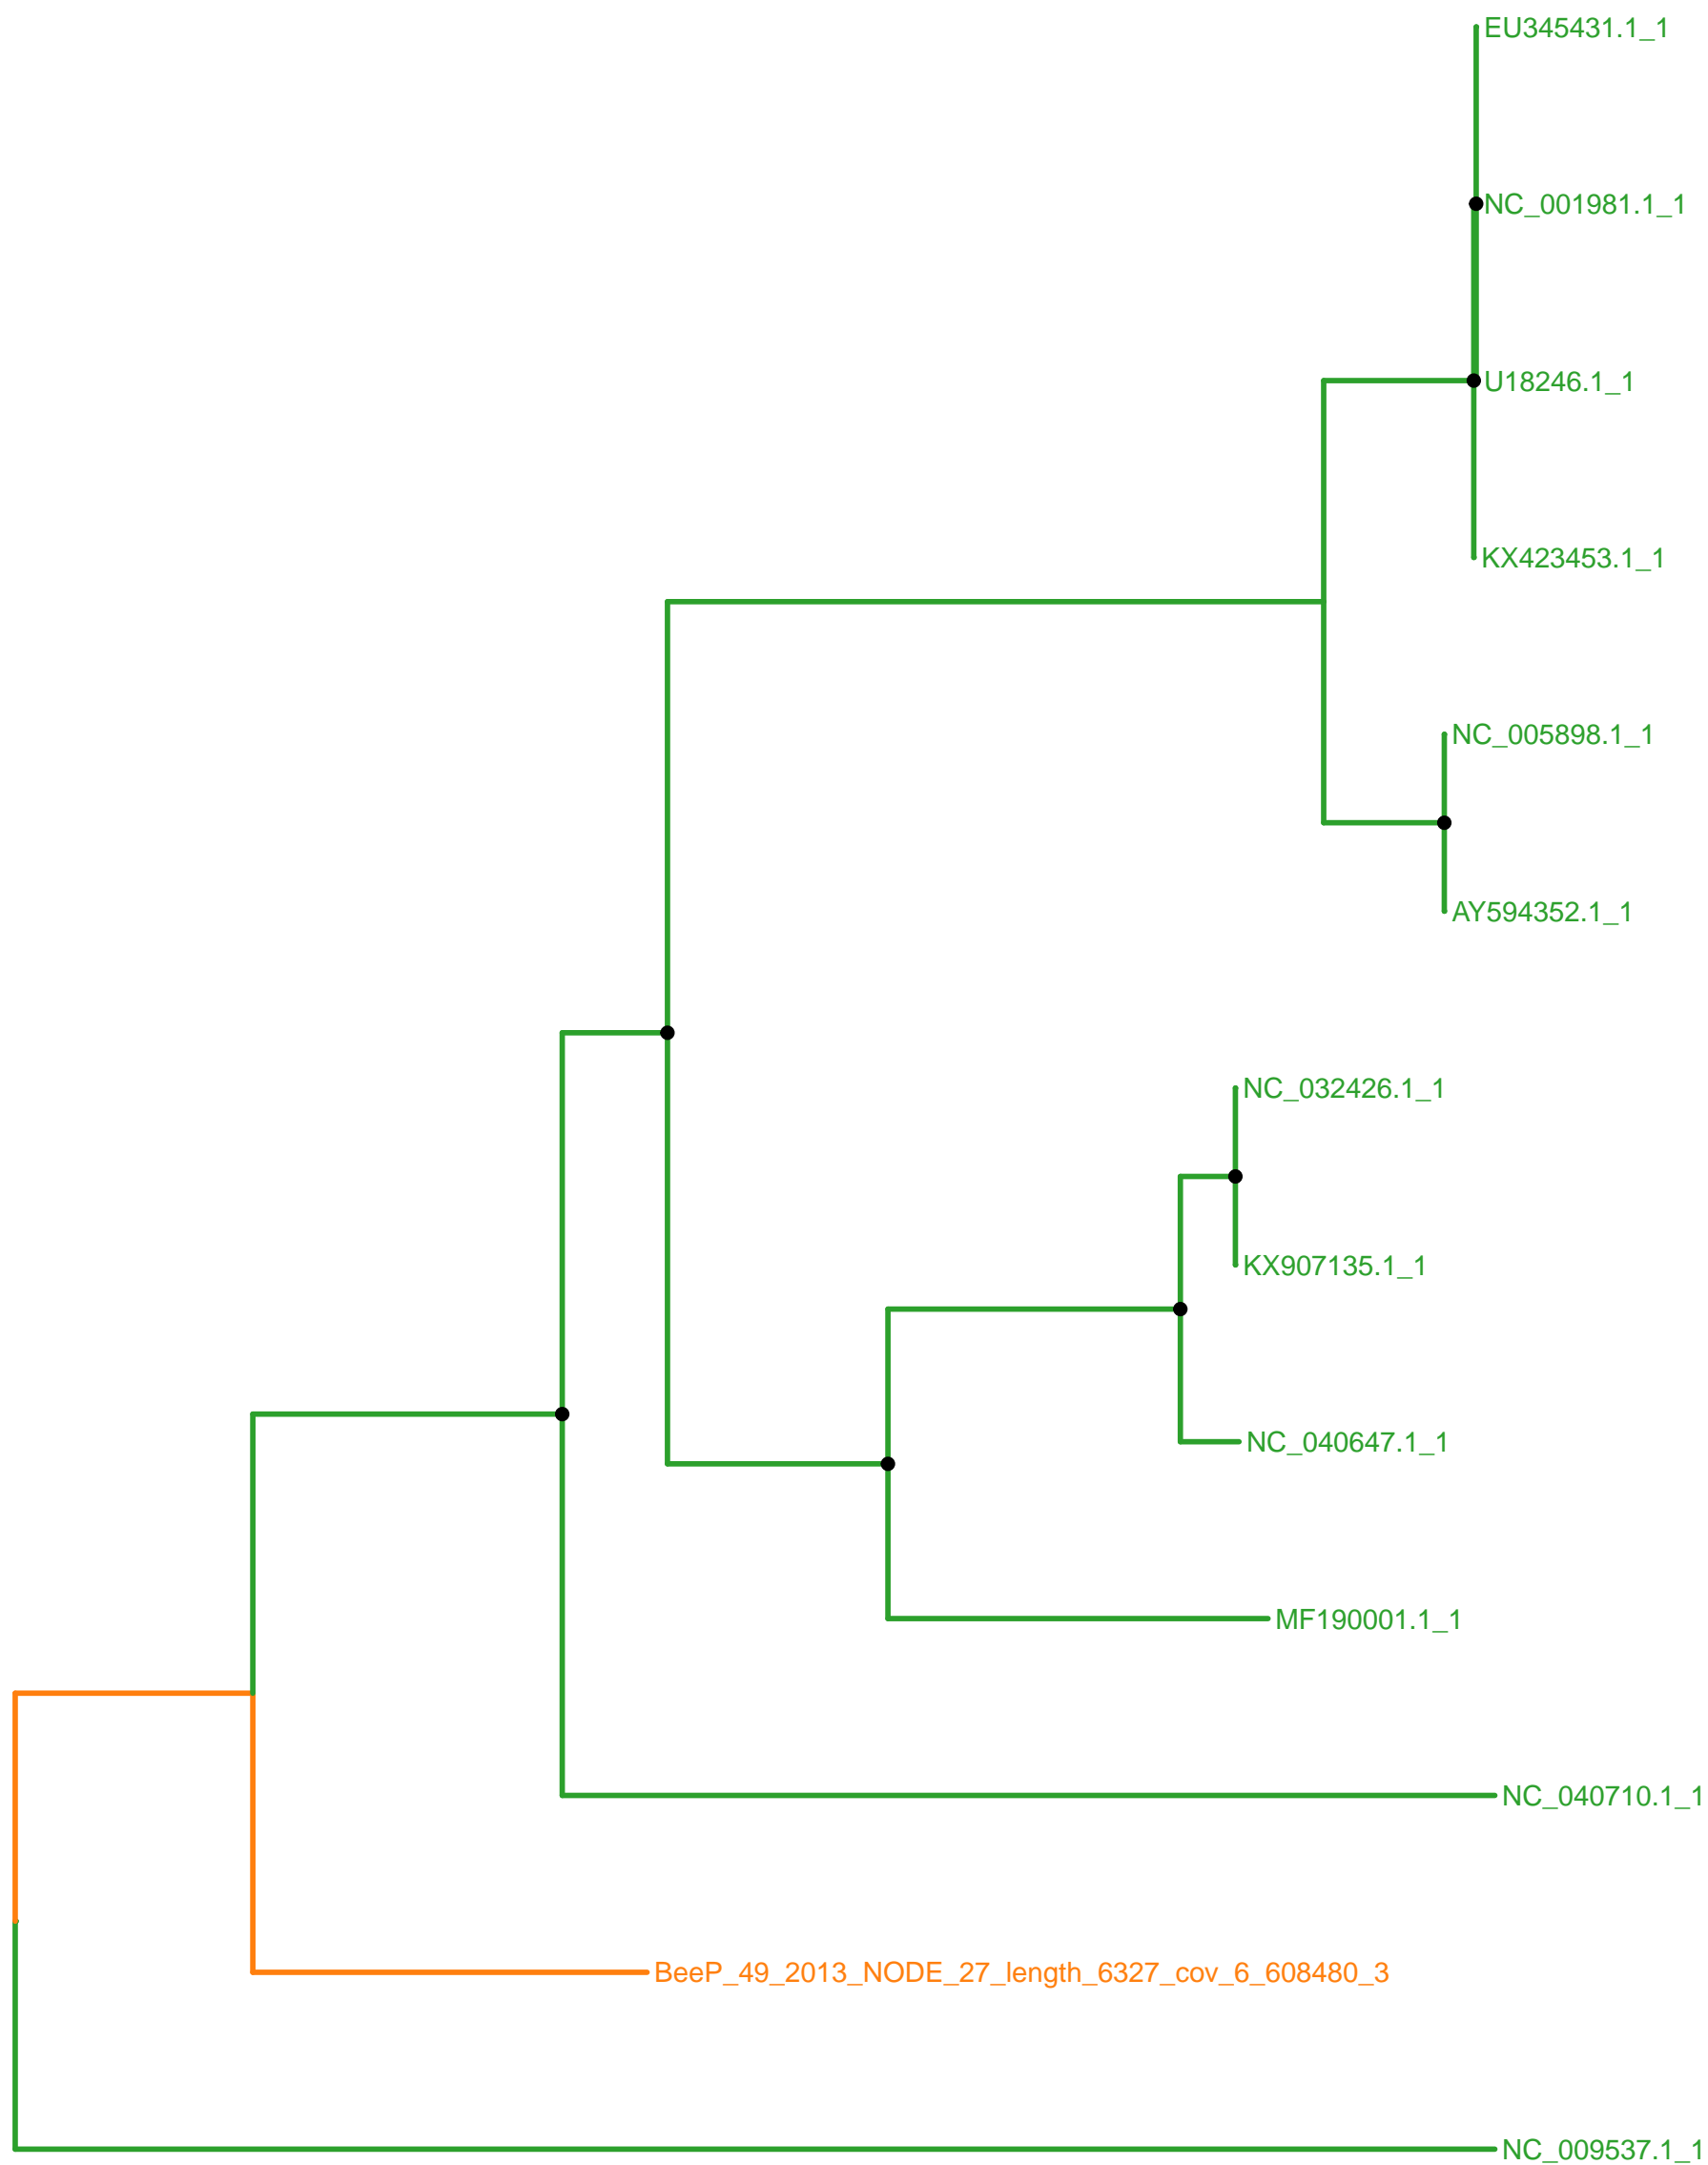 EU345431.1_1
NC_001981.1_1
U18246.1_1
KX423453.1_1
NC_005898.1_1
AY594352.1_1
NC_032426.1_1
KX907135.1_1
NC_040647.1_1
MF190001.1_1
NC_040710.1_1
BeeP_49_2013_NODE_27_length_6327_cov_6_608480_3
NC_009537.1_1